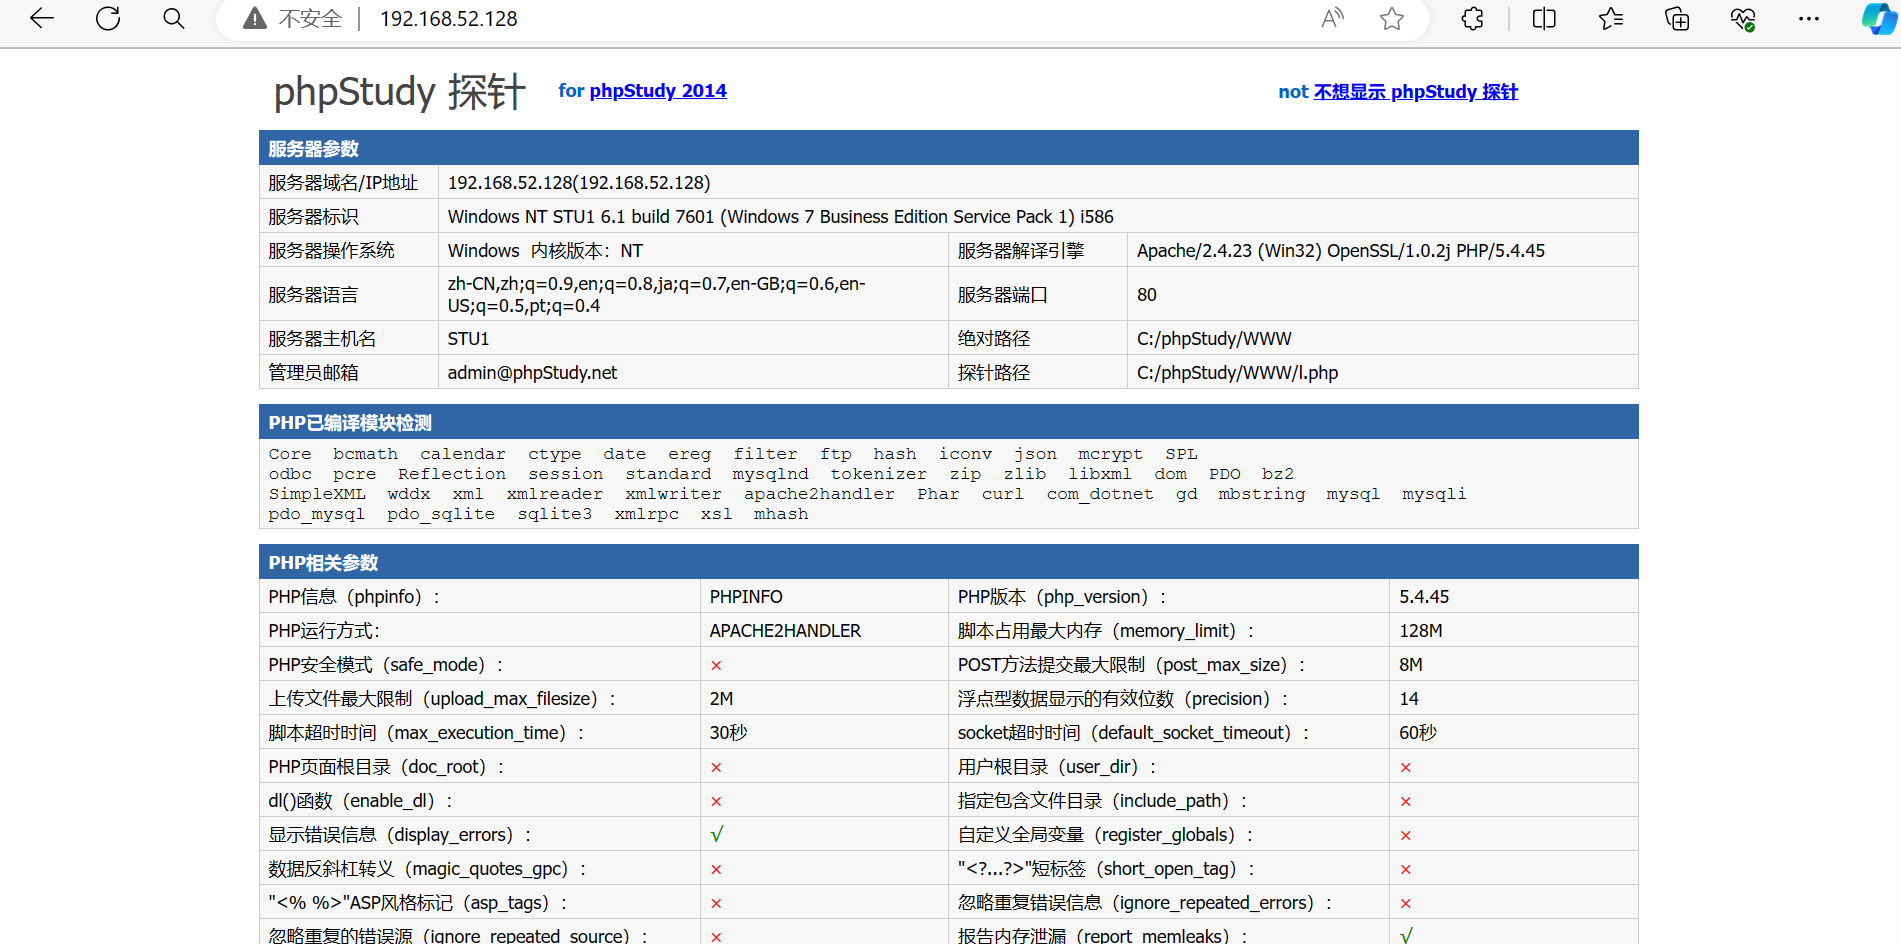 不安全 192.168.52.128
phpStudy 探针 for phpStudy 2014 not 不想显示 phpStudy 探针
服务器参数
服务器域名/IP地址 192.168.52.128(192.168.52.128)
服务器标识 Windows NT STU1 6.1 build 7601 (Windows 7 Business Edition Service Pack 1) i586
服务器操作系统 Windows 内核版本：NT 服务器解译引擎 Apache/2.4.23 (Win32) OpenSSL/1.0.2j PHP/5.4.45
服务器语言 zh-CN,zh;q=0.9,en;q=0.8,ja;q=0.7,en-GB;q=0.6,en-
US;q=0.5,pt;q=0.4 服务器端口 80
服务器主机名 STU1 绝对路径 C:/phpStudy/WWW
管理员邮箱 admin@phpStudy.net 探针路径 C:/phpStudy/WWW/l.php
PHP已编译模块检测
Core bcmath calendar ctype date ereg filter ftp hash iconv json mcrypt SPL
odbc pcre Reflection session standard mysqlnd tokenizer zip zlib libxml dom PDO bz2
SimpleXML wddx xml xmlreader xmlwriter apache2handler Phar curl com_dotnet gd mbstring mysql mysqli
pdo_mysql pdo_sqlite sqlite3 xmlrpc xsl mhash
PHP相关参数
PHP信息（phpinfo）： PHPINFO PHP版本（php_version）： 5.4.45
PHP运行方式： APACHE2HANDLER 脚本占用最大内存（memory_limit）： 128M
PHP安全模式（safe_mode）： × POST方法提交最大限制（post_max_size）： 8M
上传文件最大限制（upload_max_filesize）： 2M 浮点型数据显示的有效位数（precision）： 14
脚本超时时间（max_execution_time）： 30秒 socket超时时间（default_socket_timeout）： 60秒
PHP页面根目录（doc_root）： × 用户根目录（user_dir）： ×
dl()函数（enable_dl）： × 指定包含文件目录（include_path）： ×
显示错误信息（display_errors）： √ 自定义全局变量（register_globals）： ×
数据反斜杠转义（magic_quotes_gpc）： × "<?...?>"短标签（short_open_tag）： ×
"<% %>"ASP风格标记（asp_tags）： × 忽略重复错误信息（ignore_repeated_errors）： ×
忽略重复的错误源（ignore_repeated_source）： × 报告内存泄漏（report_memleaks）： √